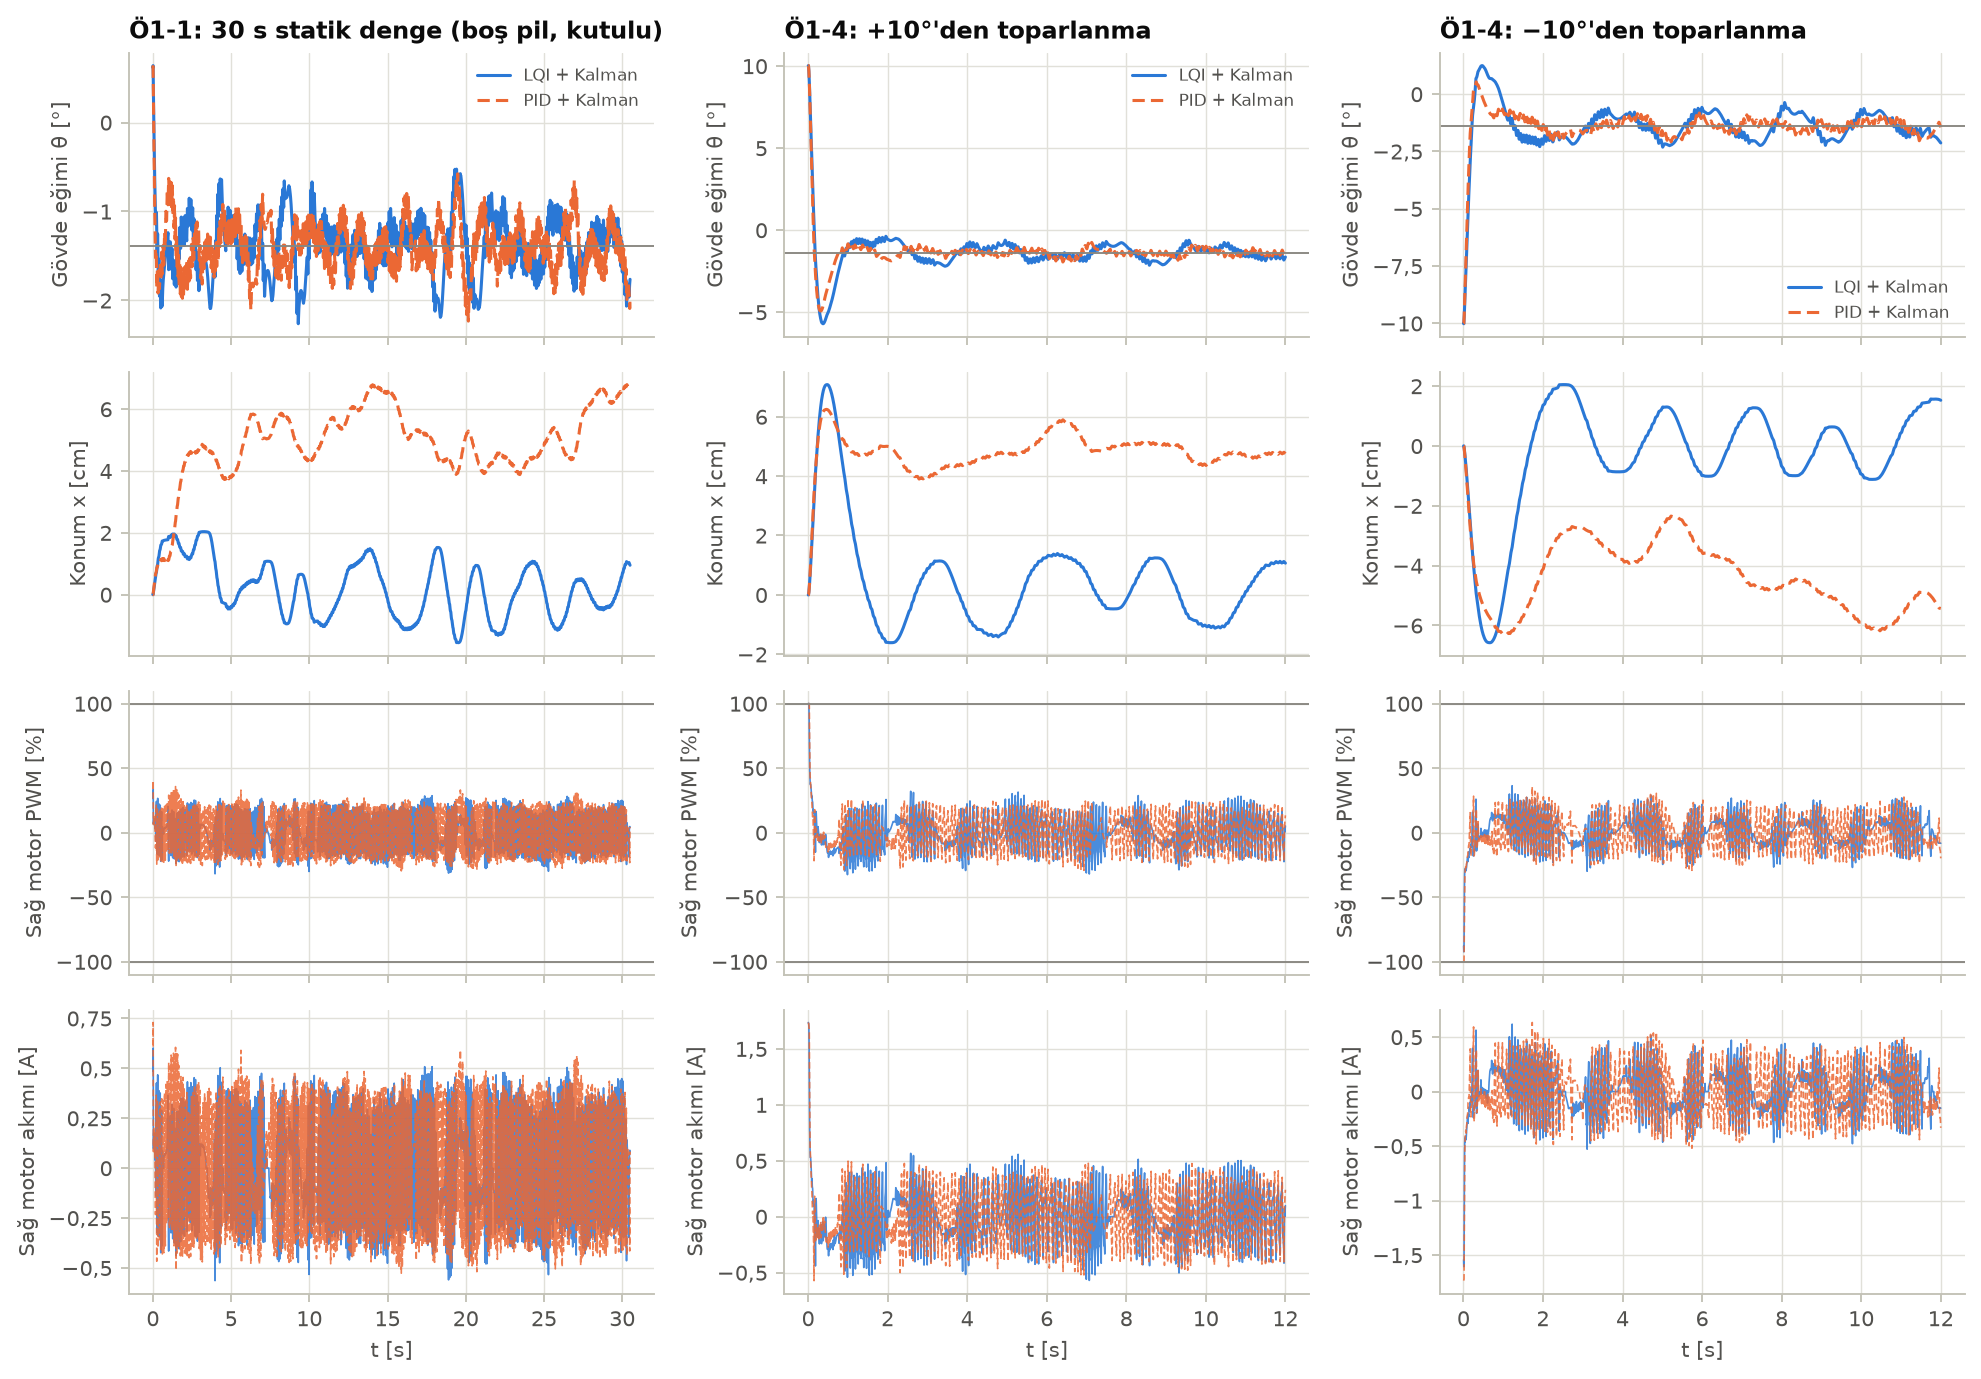 Ö1-1: 30 s statik denge (boş pil, kutulu)
Gövde eğimi θ [°]
0
−1
−2
LQI + Kalman
PID + Kalman
Ö1-4: +10°'den toparlanma
Gövde eğimi θ [°]
10
5
0
−5
LQI + Kalman
PID + Kalman
Ö1-4: −10°'den toparlanma
Gövde eğimi θ [°]
0
−2,5
−5
−7,5
−10
LQI + Kalman
PID + Kalman
Konum x [cm]
6
4
2
0
Konum x [cm]
6
4
2
0
−2
Konum x [cm]
2
0
−2
−4
−6
Sağ motor PWM [%]
100
50
0
−50
−100
Sağ motor PWM [%]
100
50
0
−50
−100
Sağ motor PWM [%]
100
50
0
−50
−100
Sağ motor akımı [A]
0,75
0,5
0,25
0
−0,25
−0,5
0 5 10 15 20 25 30
t [s]
Sağ motor akımı [A]
1,5
1
0,5
0
−0,5
0 2 4 6 8 10 12
t [s]
Sağ motor akımı [A]
0,5
0
−0,5
−1
−1,5
0 2 4 6 8 10 12
t [s]